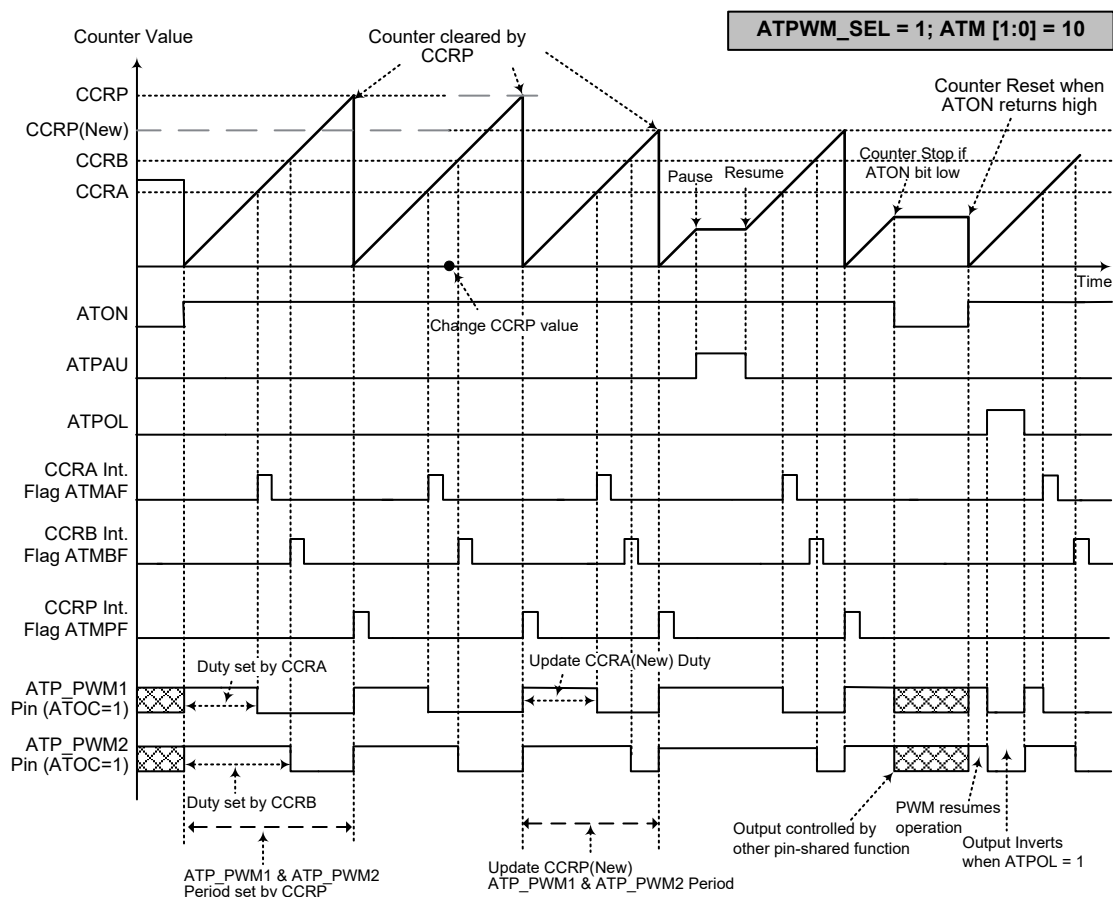 ATPWM_SEL = 1; ATM [1:0] = 10
Counter Value
Counter cleared by
CCRP
Counter Reset when
ATON returns high
CCRP
CCRP(New)
CCRB
CCRA
Pause
Resume
Counter Stop if
ATON bit low
Time
ATON
Change CCRP value
ATPAU
ATPOL
CCRA Int.
Flag ATMAF
CCRB Int.
Flag ATMBF
CCRP Int.
Flag ATMPF
Duty set by CCRA
Update CCRA(New) Duty
ATP_PWM1
Pin (ATOC=1)
ATP_PWM2
Pin (ATOC=1)
Duty set by CCRB
PWM resumes
operation
Output controlled by
other pin-shared function
Output Inverts
when ATPOL = 1
ATP_PWM1 & ATP_PWM2
Period set by CCRP
Update CCRP(New)
ATP_PWM1 & ATP_PWM2 Period